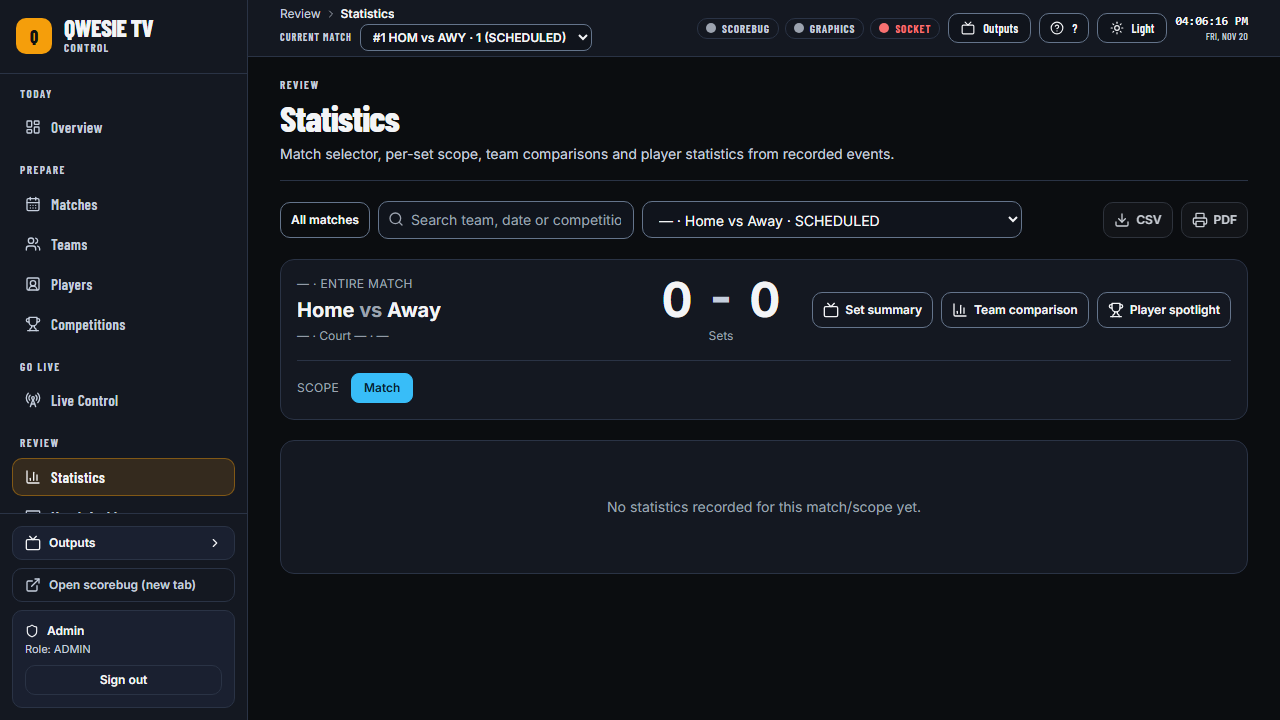 Q
QWESIE TV
CONTROL
TODAY
Overview
PREPARE
Matches
Teams
Players
Competitions
GO LIVE
Live Control
REVIEW
Statistics
Outputs
Open scorebug (new tab)
Admin
Role: ADMIN
Sign out
Review > Statistics
CURRENT MATCH #1 HOM vs AWY · 1 (SCHEDULED)
SCOREBUG GRAPHICS SOCKET Outputs ? Light
04:06:16 PM
FRI, NOV 20
REVIEW
Statistics
Match selector, per-set scope, team comparisons and player statistics from recorded events.
All matches Search team, date or competitio — · Home vs Away · SCHEDULED CSV PDF
— · ENTIRE MATCH
Home vs Away
— · Court — · —
0 - 0
Sets
Set summary Team comparison Player spotlight
SCOPE Match
No statistics recorded for this match/scope yet.